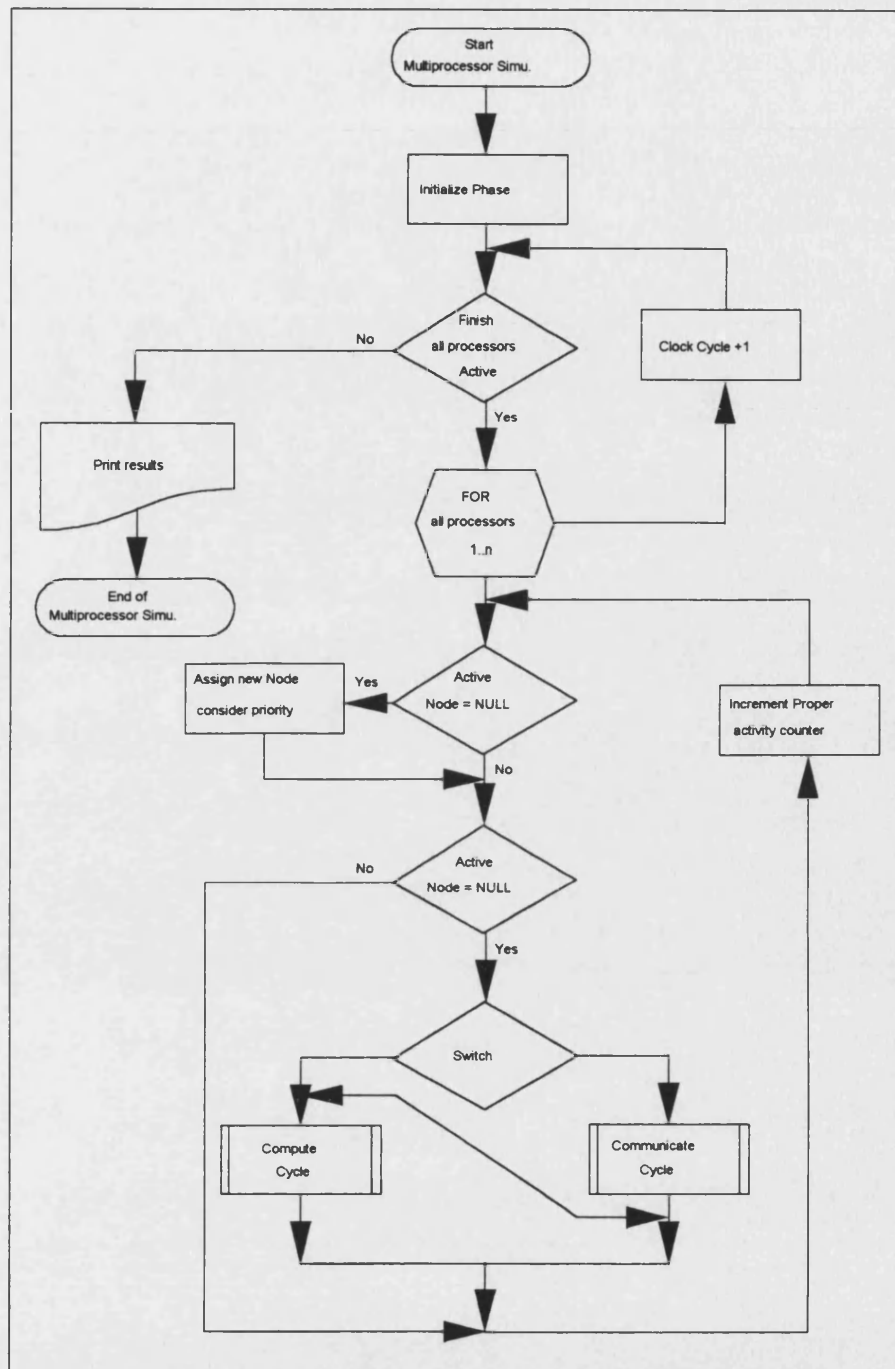 Start
Multiprocessor Simu.
Initialize Phase
Finish
all processors
Active
No
Clock Cycle +1
Yes
Print results
FOR
all processors
1..n
End of
Multiprocessor Simu.
Assign new Node
consider priority
Yes
Active
Node = NULL
Increment Proper
activity counter
No
No
Active
Node = NULL
Yes
Switch
Compute
Cycle
Communicate
Cycle